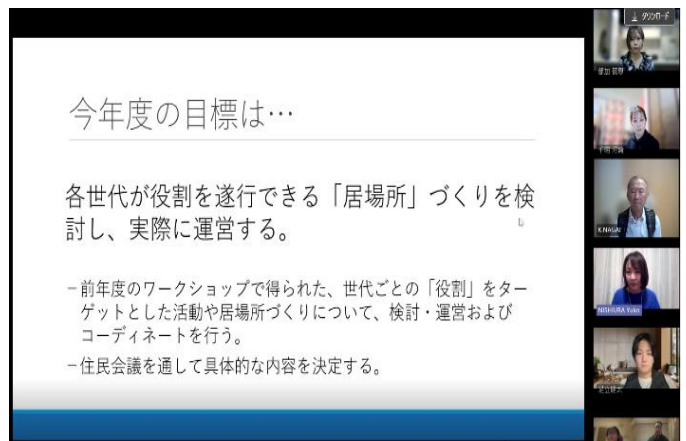 今年度の目標は…
各世代が役割を遂行できる「居場所」づくりを検
討し、実際に運営する。
－前年度のワークショップで得られた、世代ごとの「役割」をター
ゲットとした活動や居場所づくりについて、検討・運営および
コーディネートを行う。
－住民会議を通して具体的な内容を決定する。
ダウンロード
K NAGAI
NISHIURA Yuko